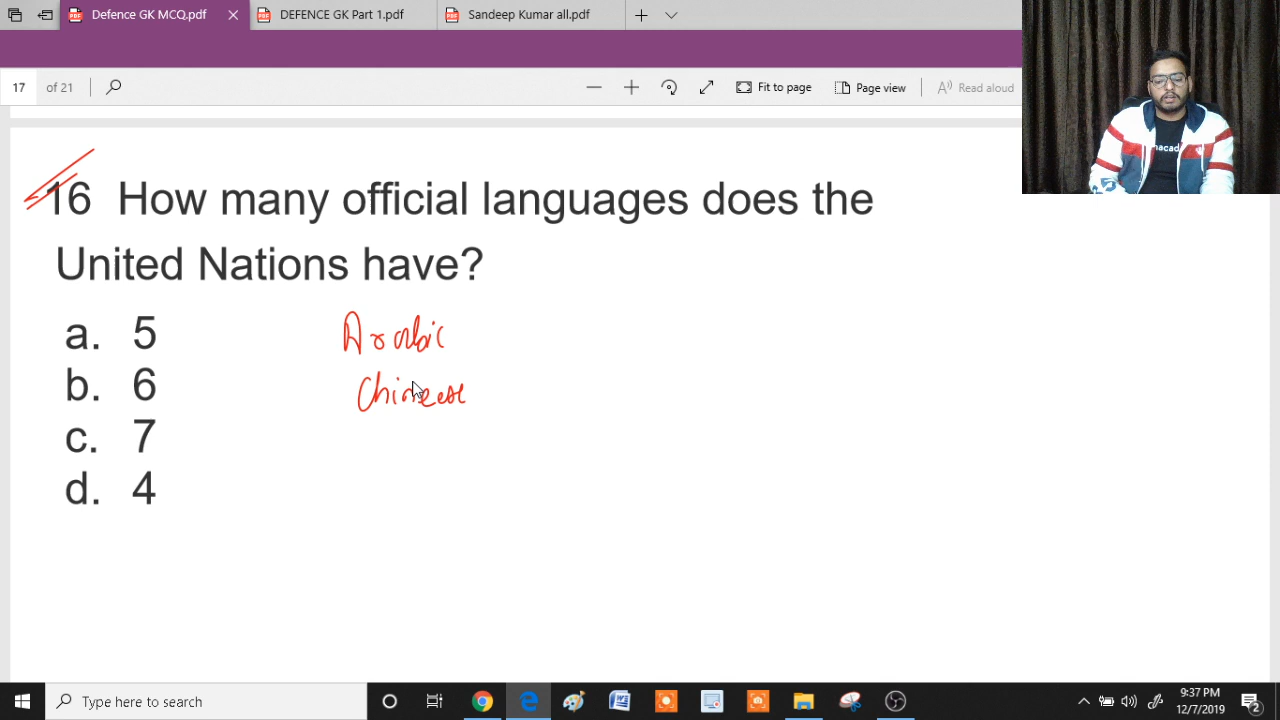 Defence GK MCQ.pdf
DEFENCE GK Part 1.pdf
Sandeep Kumar all.pdf
17 of 21
Fit to page
Page view
Read aloud
16 How many official languages does the
United Nations have?
a. 5
b. 6
c. 7
d. 4
Arabic
Chineese
Type here to search
9:37 PM
12/7/2019
2